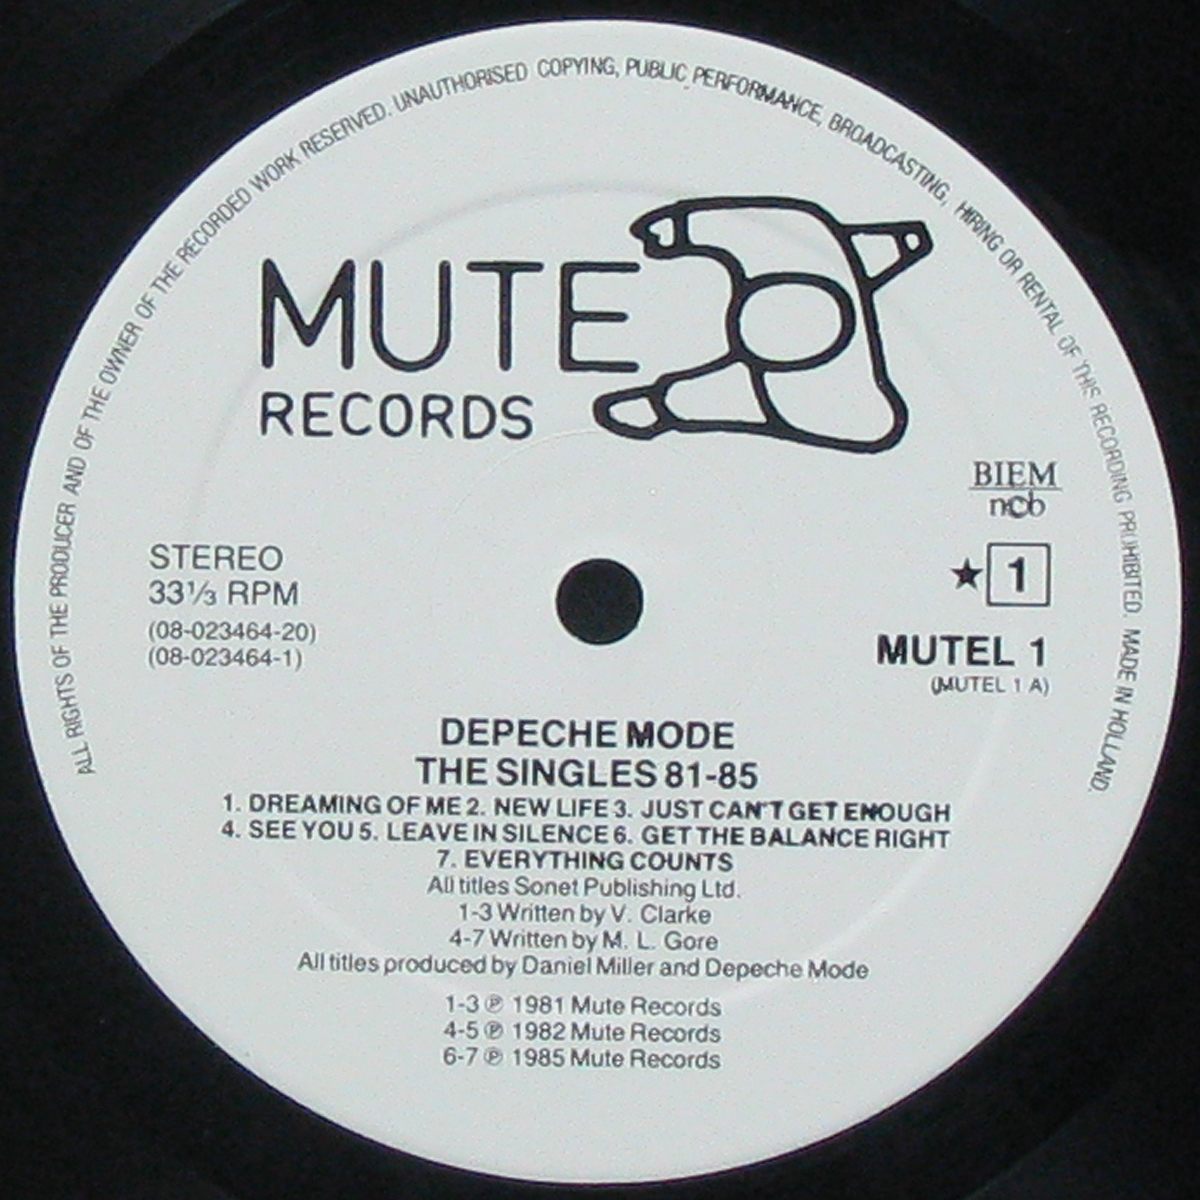 ALL RIGHTS OF THE PRODUCER AND OF THE OWNER OF THE RECORDED WORK RESERVED. UNAUTHORISED COPYING, PUBLIC PERFORMANCE, BROADCASTING, HIRING OR RENTAL OF THIS RECORDING PROHIBITED. MADE IN HOLLAND.
MUTE
RECORDS
BIEM
ncb
STEREO
33⅓ RPM
(08-023464-20)
(08-023464-1)
★ 1
MUTEL 1
(MUTEL 1 A)
DEPECHE MODE
THE SINGLES 81-85
1. DREAMING OF ME 2. NEW LIFE 3. JUST CAN'T GET ENOUGH
4. SEE YOU 5. LEAVE IN SILENCE 6. GET THE BALANCE RIGHT
7. EVERYTHING COUNTS
All titles Sonet Publishing Ltd.
1-3 Written by V. Clarke
4-7 Written by M. L. Gore
All titles produced by Daniel Miller and Depeche Mode
1-3 ℗ 1981 Mute Records
4-5 ℗ 1982 Mute Records
6-7 ℗ 1985 Mute Records